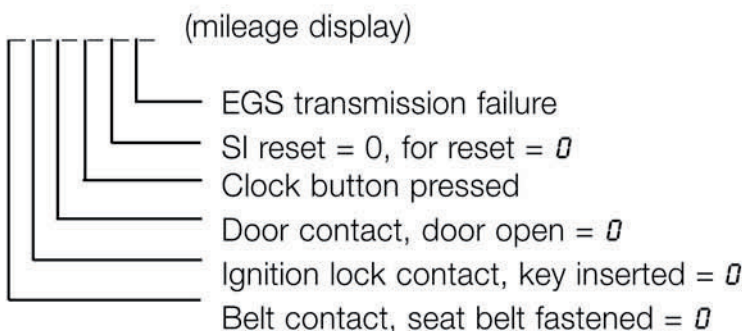 (mileage display)
EGS transmission failure
SI reset = 0, for reset = 0
Clock button pressed
Door contact, door open = 0
Ignition lock contact, key inserted = 0
Belt contact, seat belt fastened = 0